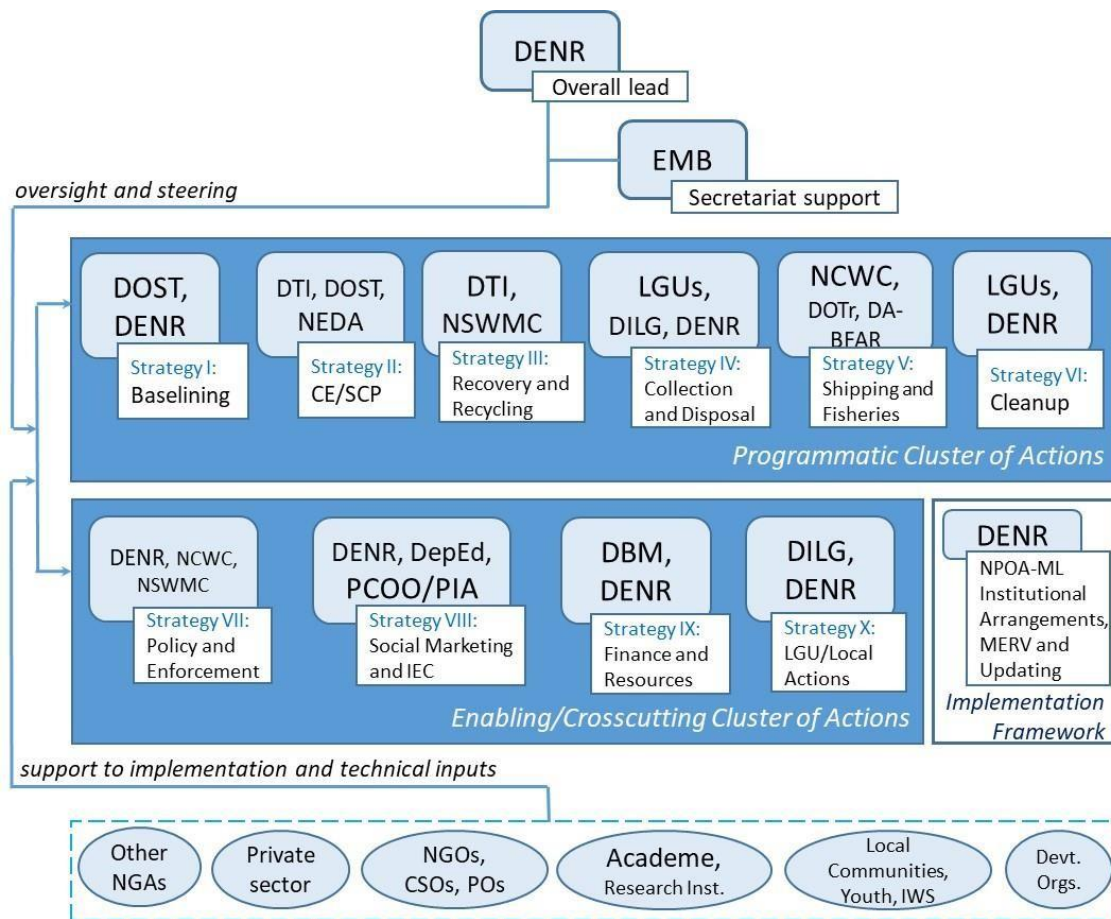 DENR
Overall lead
EMB
Secretariat support
oversight and steering
DOST,
DENR
Strategy I:
Baselining
DTI, DOST,
NEDA
Strategy II:
CE/SCP
DTI,
NSWMC
Strategy III:
Recovery and
Recycling
LGUs,
DILG, DENR
Strategy IV:
Collection
and Disposal
NCWC,
DOTr, DA-
BFAR
Strategy V:
Shipping and
Fisheries
LGUs,
DENR
Strategy VI:
Cleanup
Programmatic Cluster of Actions
DENR, NCWC,
NSWMC
Strategy VII:
Policy and
Enforcement
DENR, DepEd,
PCOO/PIA
Strategy VIII:
Social Marketing
and IEC
DBM,
DENR
Strategy IX:
Finance and
Resources
DILG,
DENR
Strategy X:
LGU/Local
Actions
Enabling/Crosscutting Cluster of Actions
DENR
NPOA-ML
Institutional
Arrangements,
MERV and
Updating
Implementation
Framework
support to implementation and technical inputs
Other
NGAs
Private
sector
NGOs,
CSOs, POs
Academe,
Research Inst.
Local
Communities,
Youth, IWS
Devt.
Orgs.